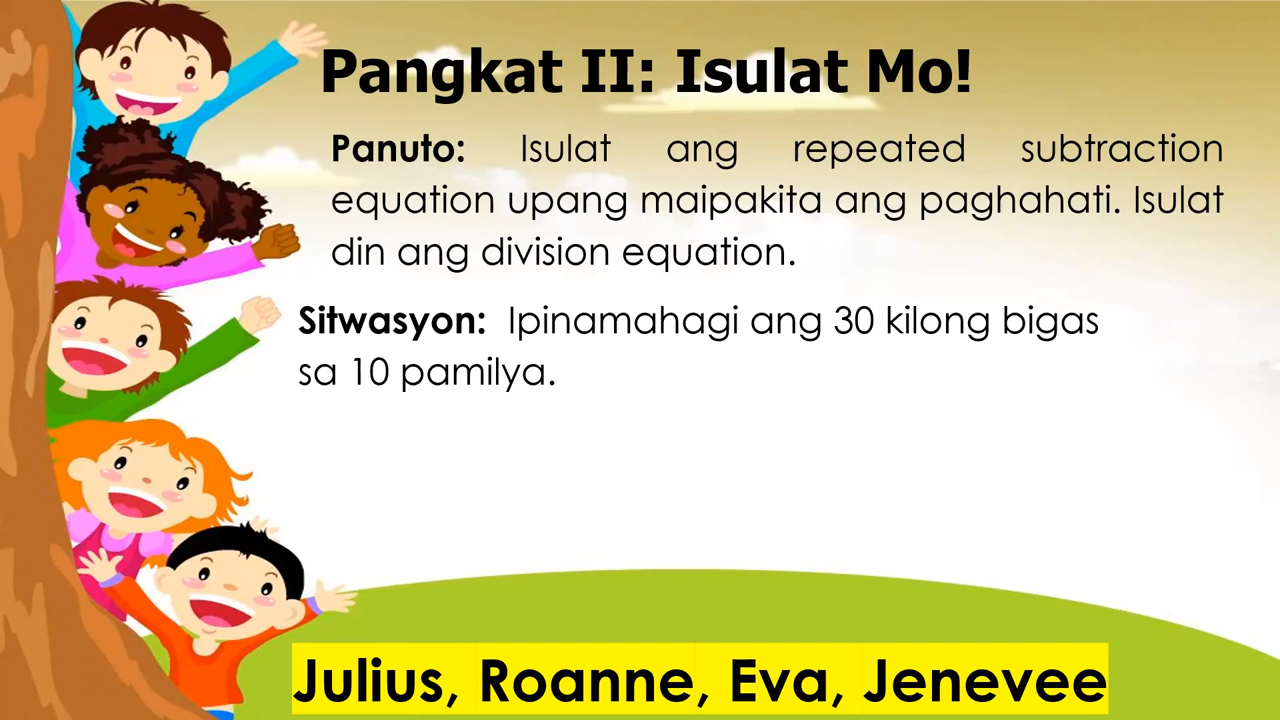 Pangkat II: Isulat Mo!
Panuto: Isulat ang repeated subtraction
equation upang maipakita ang paghahati. Isulat
din ang division equation.
Sitwasyon: Ipinamahagi ang 30 kilong bigas
sa 10 pamilya.
Julius, Roanne, Eva, Jenevee